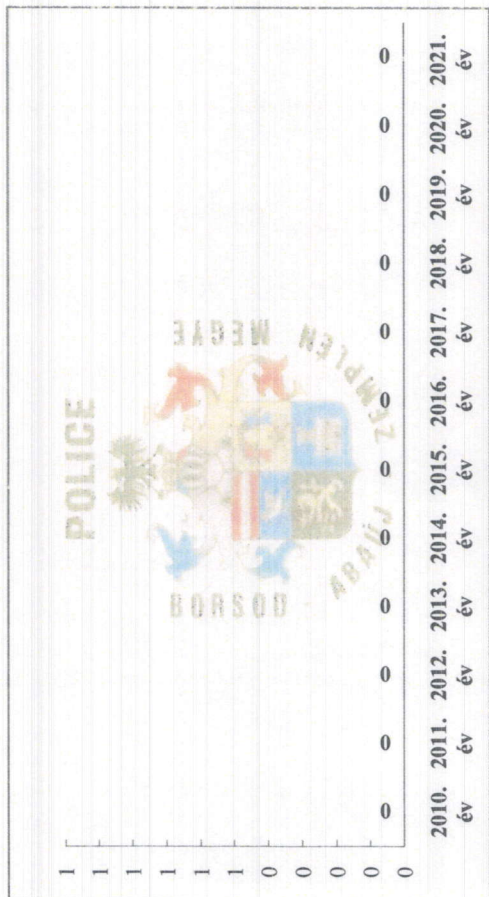 POLICE
BORSOD
ABAÚJ
ZEMPLÉN
MEGYE
1
1
1
1
1
1
0
0
0
0
0
0 0 0 0 0 0 0 0 0 0 0 0
2010. év
2011. év
2012. év
2013. év
2014. év
2015. év
2016. év
2017. év
2018. év
2019. év
2020. év
2021. év